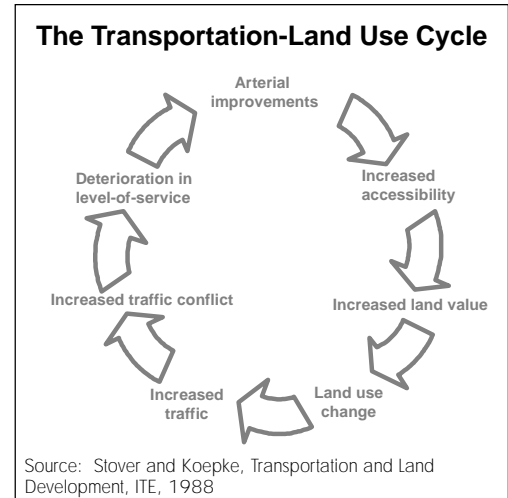 The Transportation-Land Use Cycle
Arterial
improvements
Increased
accessibility
Increased land value
Land use
change
Increased
traffic
Increased traffic conflict
Deterioration in
level-of-service
Source: Stover and Koepke, Transportation and Land
Development, ITE, 1988